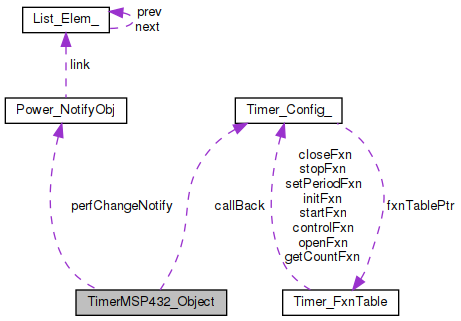 prev
List_Elem_
next
link
Power_NotifyObj
Timer_Config_
closeFxn
stopFxn
setPeriodFxn
initFxn
perfChangeNotify
callBack
startFxn
fxnTablePtr
controlFxn
openFxn
getCountFxn
TimerMSP432_Object
Timer_FxnTable